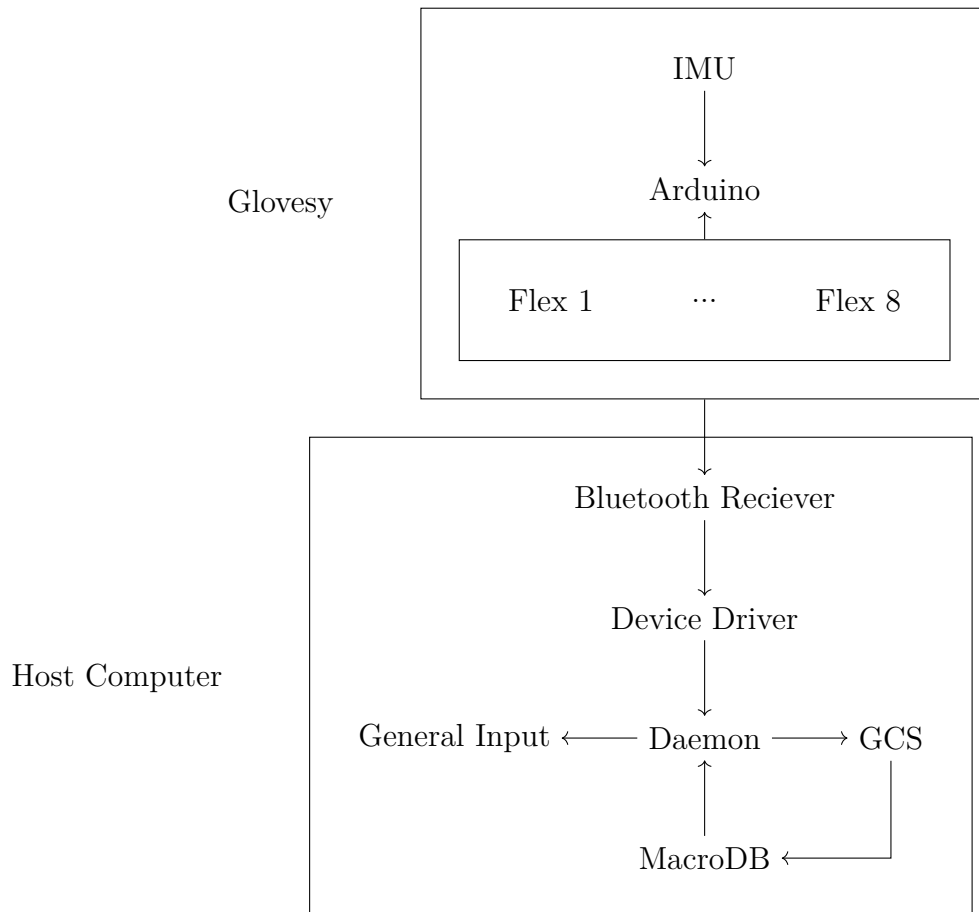 IMU
Arduino
Glovesy
Flex 1 ... Flex 8
Bluetooth Reciever
Device Driver
Host Computer
General Input Daemon GCS
MacroDB